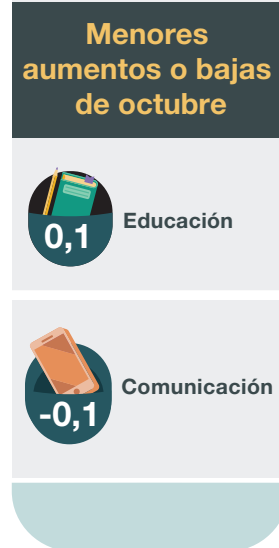 Menores
aumentos o bajas
de octubre
0,1
Educación
-0,1
Comunicación